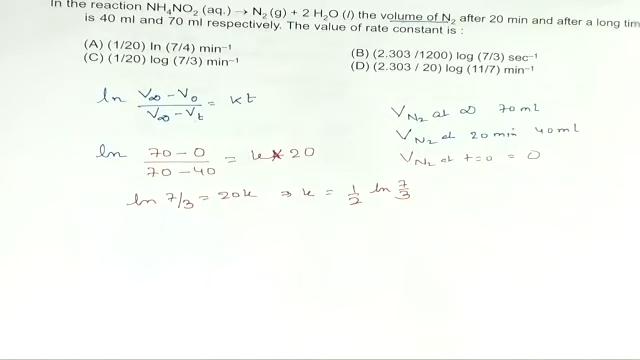 In the reaction NH₄NO₂ (aq.) → N₂ (g) + 2 H₂O (l) the volume of N₂ after 20 min and after a long tim
is 40 ml and 70 ml respectively. The value of rate constant is :
(A) (1/20) ln (7/4) min⁻¹ (B) (2.303 /1200) log (7/3) sec⁻¹
(C) (1/20) log (7/3) min⁻¹ (D) (2.303 / 20) log (11/7) min⁻¹
ln (V∞ − V₀)/(V∞ − Vt) = kt
V_N₂ at ∞ 70 ml
V_N₂ at 20 min 40 ml
V_N₂ at t=0 = 0
ln (70 − 0)/(70 − 40) = k × 20
ln 7/3 = 20k ⇒ k = 1/2 ln 7/3